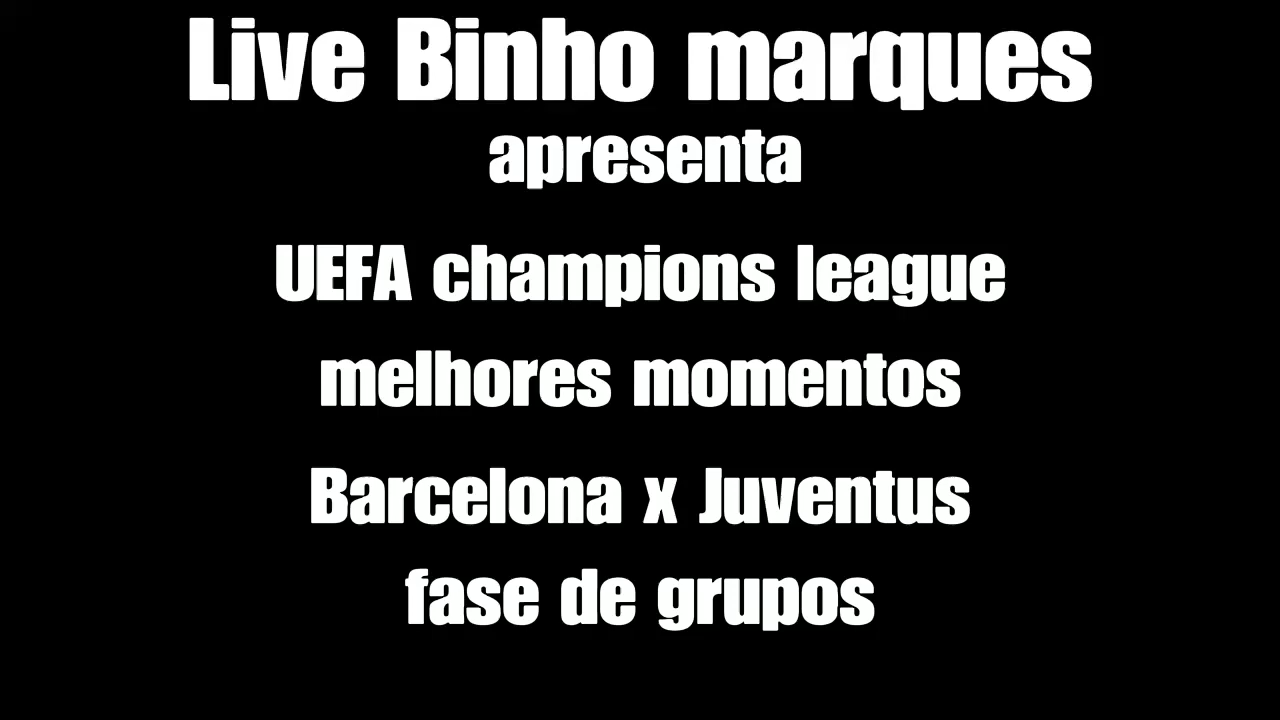 Live Binho marques
apresenta
UEFA champions league
melhores momentos
Barcelona x Juventus
fase de grupos